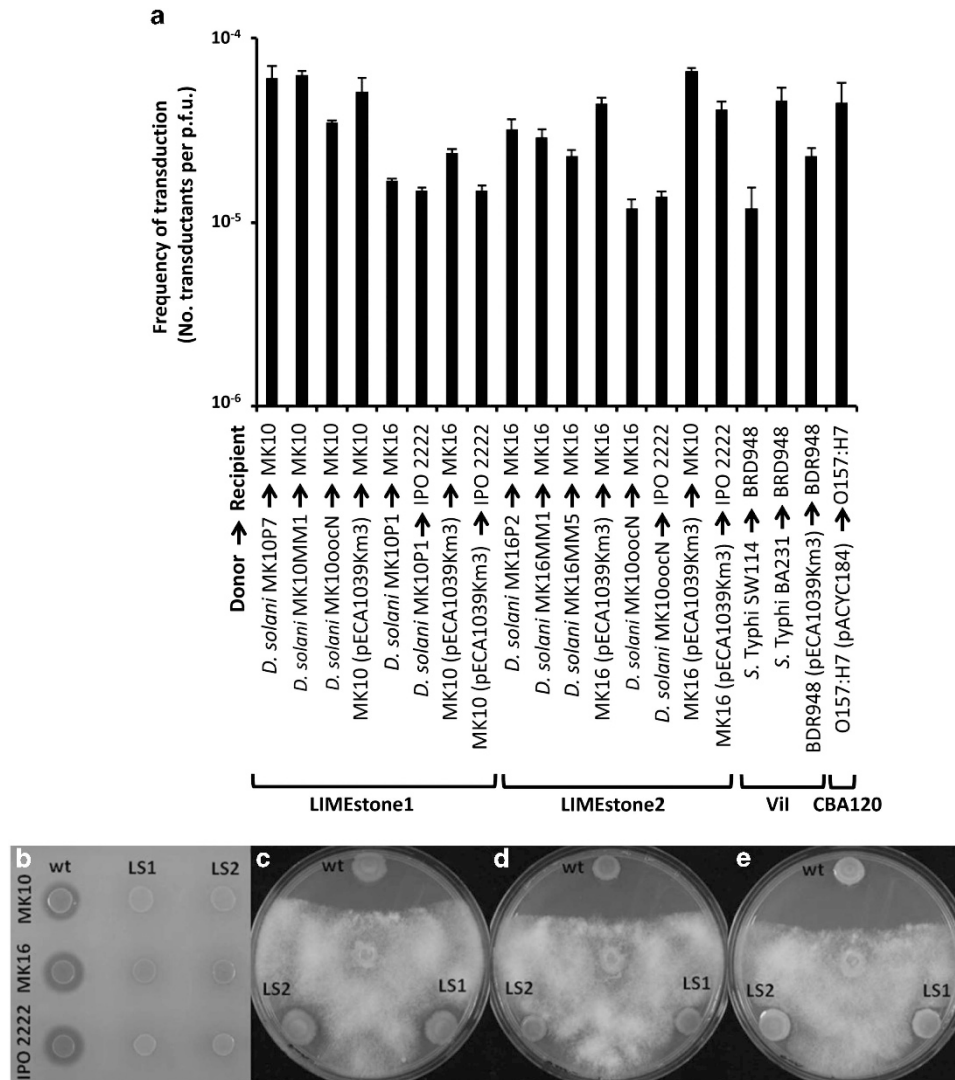 a
10-4
10-5
10-6
Frequency of transduction
(No. transductants per p.f.u.)
Donor → Recipient
D. solani MK10P7 → MK10
D. solani MK10MM1 → MK10
D. solani MK10oocN → MK10
MK10 (pECA1039Km3) → MK10
D. solani MK10P1 → MK16
D. solani MK10P1 → IPO 2222
MK10 (pECA1039Km3) → MK16
MK10 (pECA1039Km3) → IPO 2222
D. solani MK16P2 → MK16
D. solani MK16MM1 → MK16
D. solani MK16MM5 → MK16
MK16 (pECA1039Km3) → MK16
D. solani MK10oocN → MK16
D. solani MK10oocN → IPO 2222
MK16 (pECA1039Km3) → MK10
MK16 (pECA1039Km3) → IPO 2222
S. Typhi SW114 → BRD948
S. Typhi BA231 → BRD948
BDR948 (pECA1039Km3) → BDR948
O157:H7 (pACYC184) → O157:H7
LIMEstone1
LIMEstone2
ViI
CBA120
b
wt
LS1
LS2
MK10
MK16
IPO 2222
c
wt
LS2
LS1
d
wt
LS2
LS1
e
wt
LS2
LS1